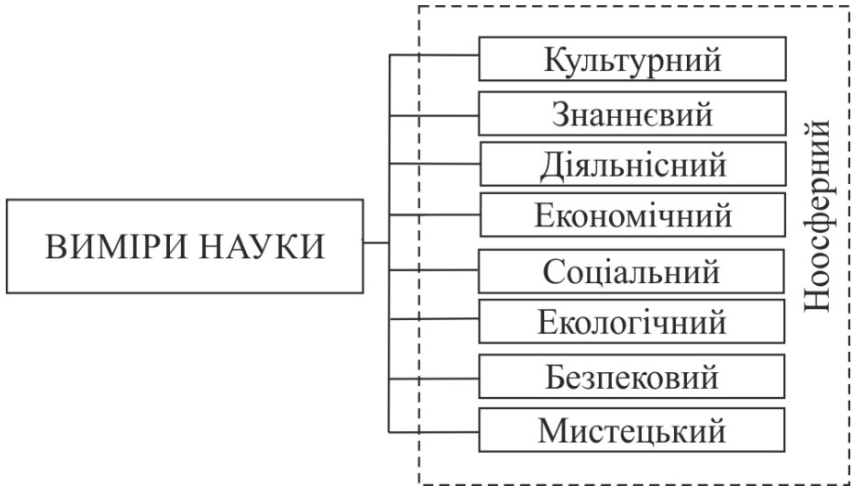 ВИМІРИ НАУКИ
Культурний
Знаннєвий
Діяльнісний
Економічний
Соціальний
Екологічний
Безпековий
Мистецький
Ноосферний